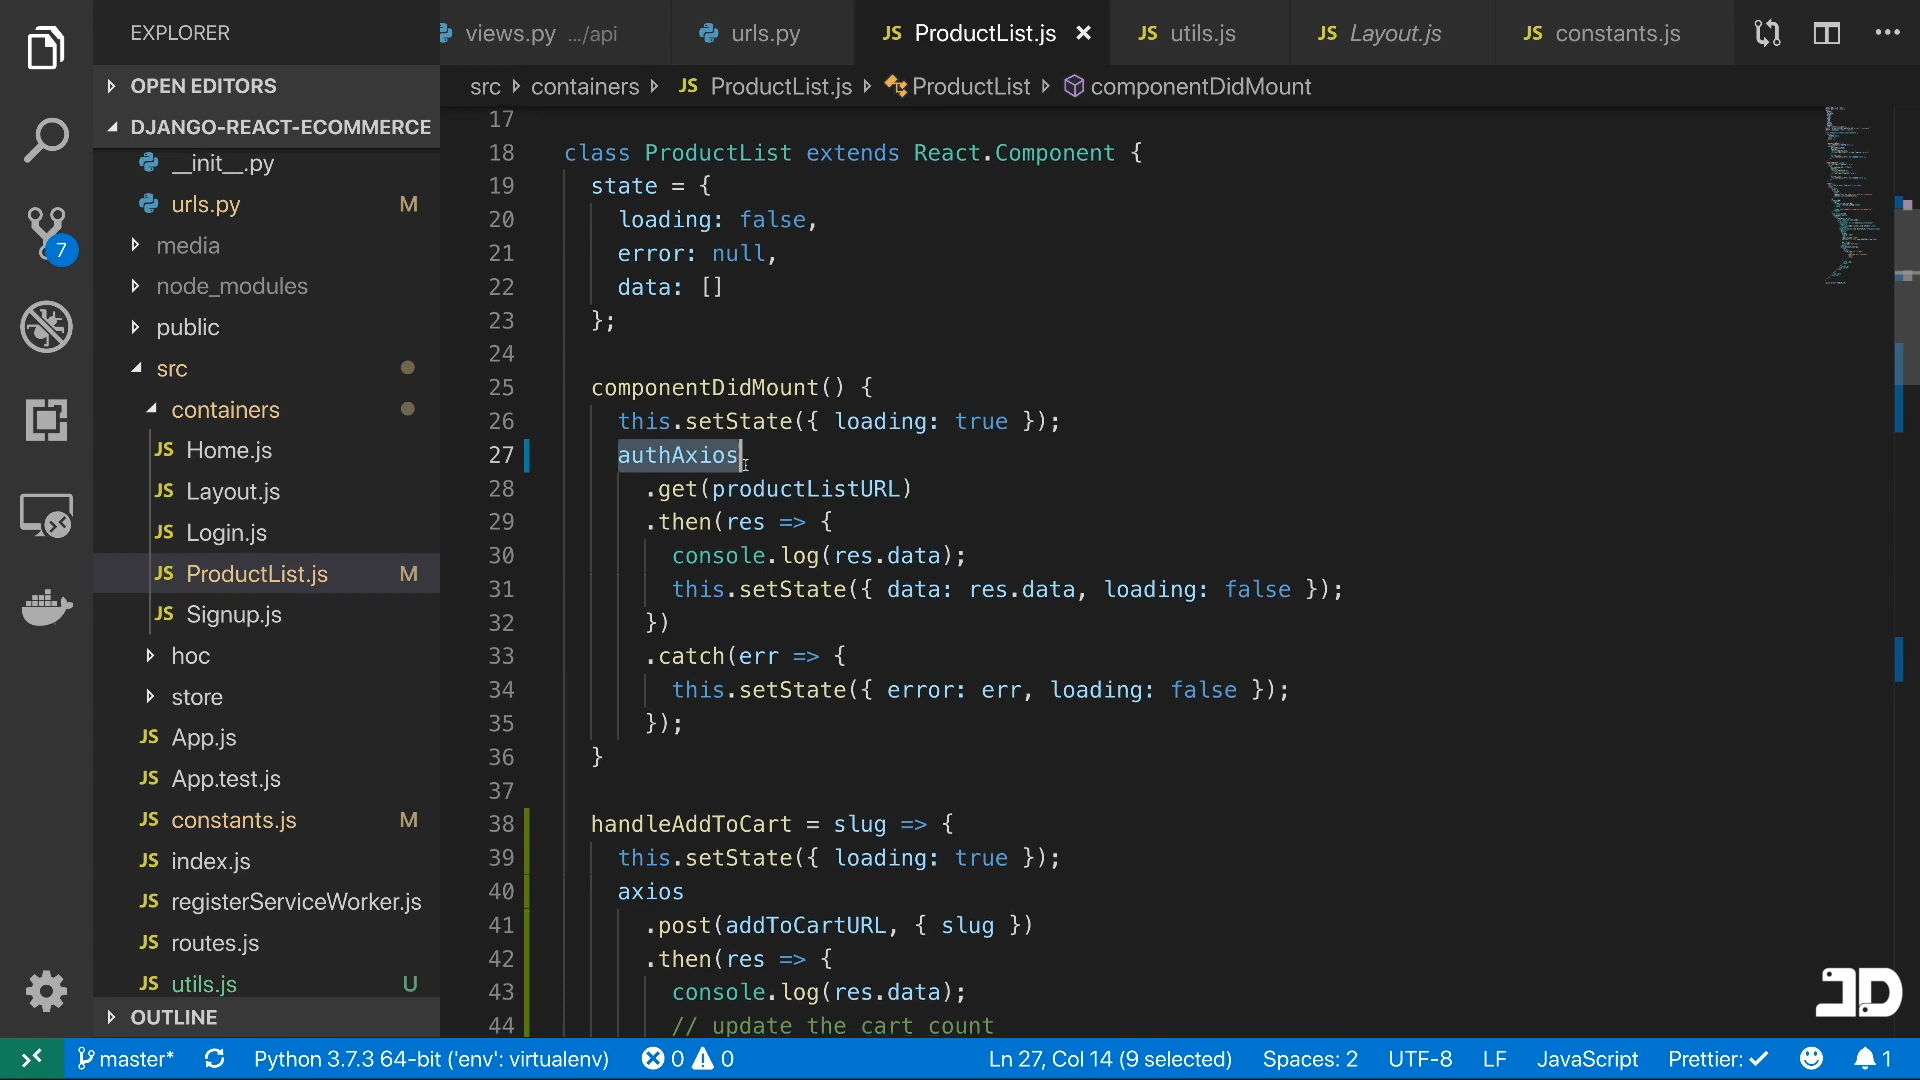 EXPLORER
views.py .../api
urls.py
JS ProductList.js
JS utils.js
JS Layout.js
JS constants.js
OPEN EDITORS
src
containers
JS ProductList.js
ProductList
componentDidMount
DJANGO-REACT-ECOMMERCE
__init__.py
urls.py M
media
node_modules
public
src
containers
JS Home.js
JS Layout.js
JS Login.js
JS ProductList.js M
JS Signup.js
hoc
store
JS App.js
JS App.test.js
JS constants.js M
JS index.js
JS registerServiceWorker.js
JS routes.js
JS utils.js U
OUTLINE
7
17
18 class ProductList extends React.Component {
19 state = {
20 loading: false,
21 error: null,
22 data: []
23 };
24
25 componentDidMount() {
26 this.setState({ loading: true });
27 authAxios
28 .get(productListURL)
29 .then(res => {
30 console.log(res.data);
31 this.setState({ data: res.data, loading: false });
32 })
33 .catch(err => {
34 this.setState({ error: err, loading: false });
35 });
36 }
37
38 handleAddToCart = slug => {
39 this.setState({ loading: true });
40 axios
41 .post(addToCartURL, { slug })
42 .then(res => {
43 console.log(res.data);
44 // update the cart count
JD
master*
Python 3.7.3 64-bit ('env': virtualenv)
0
0
Ln 27, Col 14 (9 selected)
Spaces: 2
UTF-8
LF
JavaScript
Prettier:
1